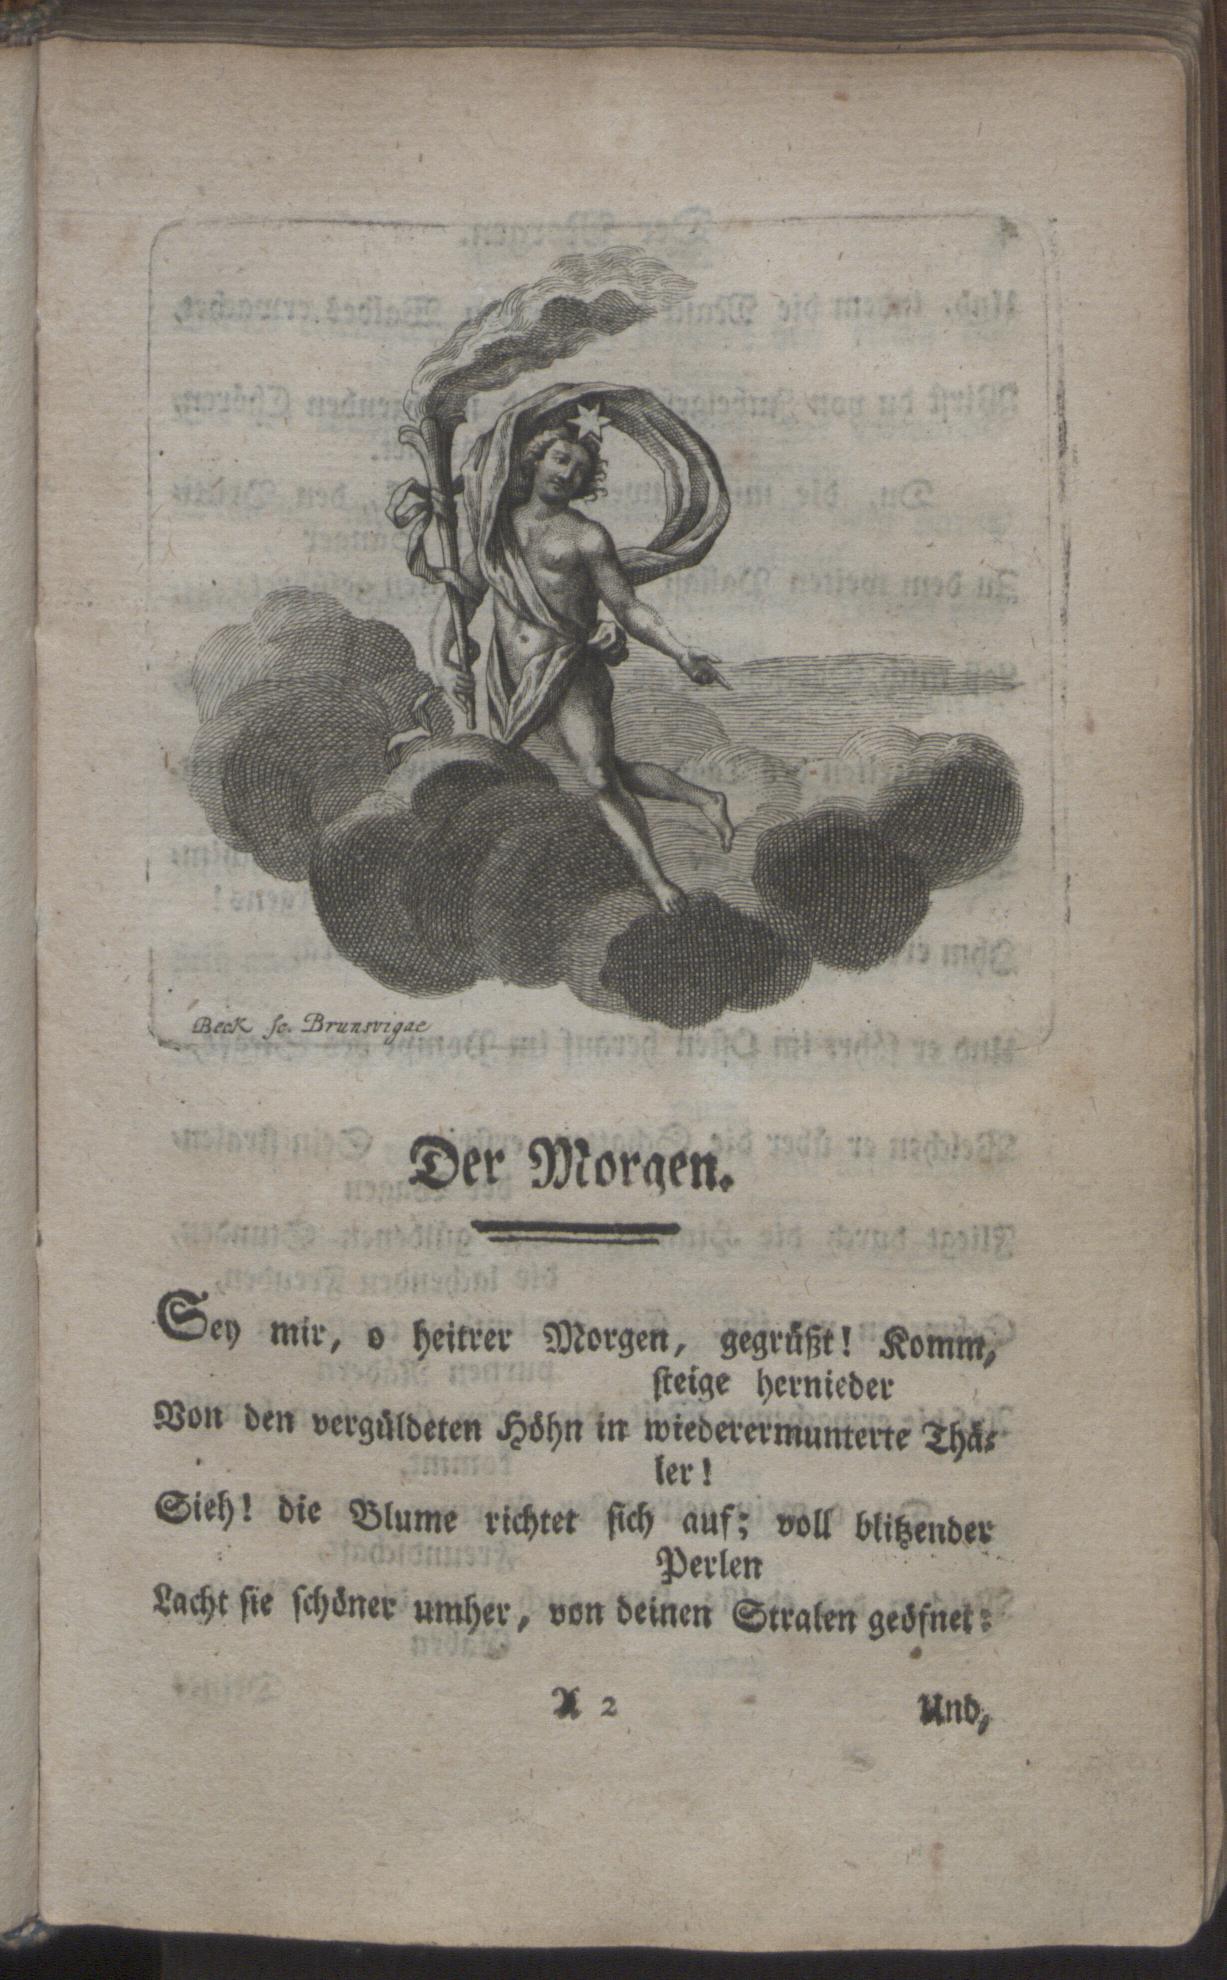 Beck sc. Brunsvigae
Der Morgen.
Sey mir, o heitrer Morgen, gegrüßt! Komm,
steige hernieder
Von den vergüldeten Höhn in wiederermunterte Thä-
ler!
Sieh! die Blume richtet sich auf; voll blitzender
Perlen
Lacht sie schöner umher, von deinen Stralen geöfnet:
A 2
Und,